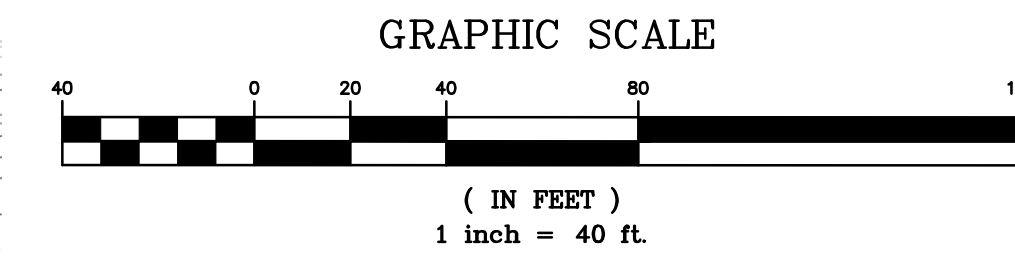 GRAPHIC SCALE
40 0 20 40 80
( IN FEET )
1 inch = 40 ft.